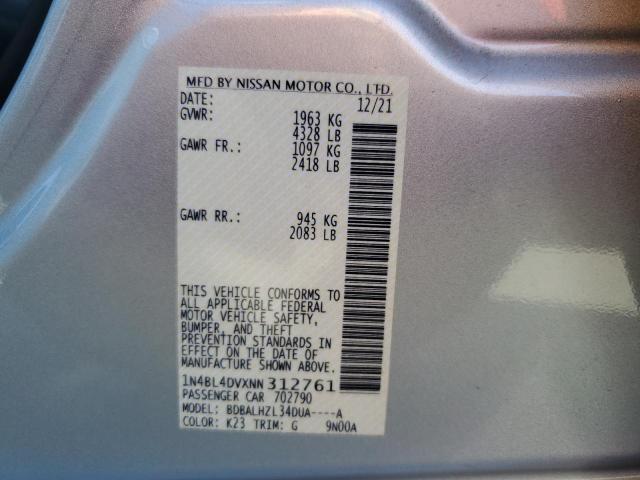 MFD BY NISSAN MOTOR CO., LTD.
DATE: 12/21
GVWR: 1963 KG
4328 LB
GAWR FR.: 1097 KG
2418 LB
GAWR RR.: 945 KG
2083 LB
THIS VEHICLE CONFORMS TO
ALL APPLICABLE FEDERAL
MOTOR VEHICLE SAFETY,
BUMPER, AND THEFT
PREVENTION STANDARDS IN
EFFECT ON THE DATE OF
MANUFACTURE SHOWN ABOVE.
1N4BL4DVXNN312761
PASSENGER CAR 702790
MODEL: BDBALHZL34DUA----A
COLOR: K23 TRIM: G 9N00A